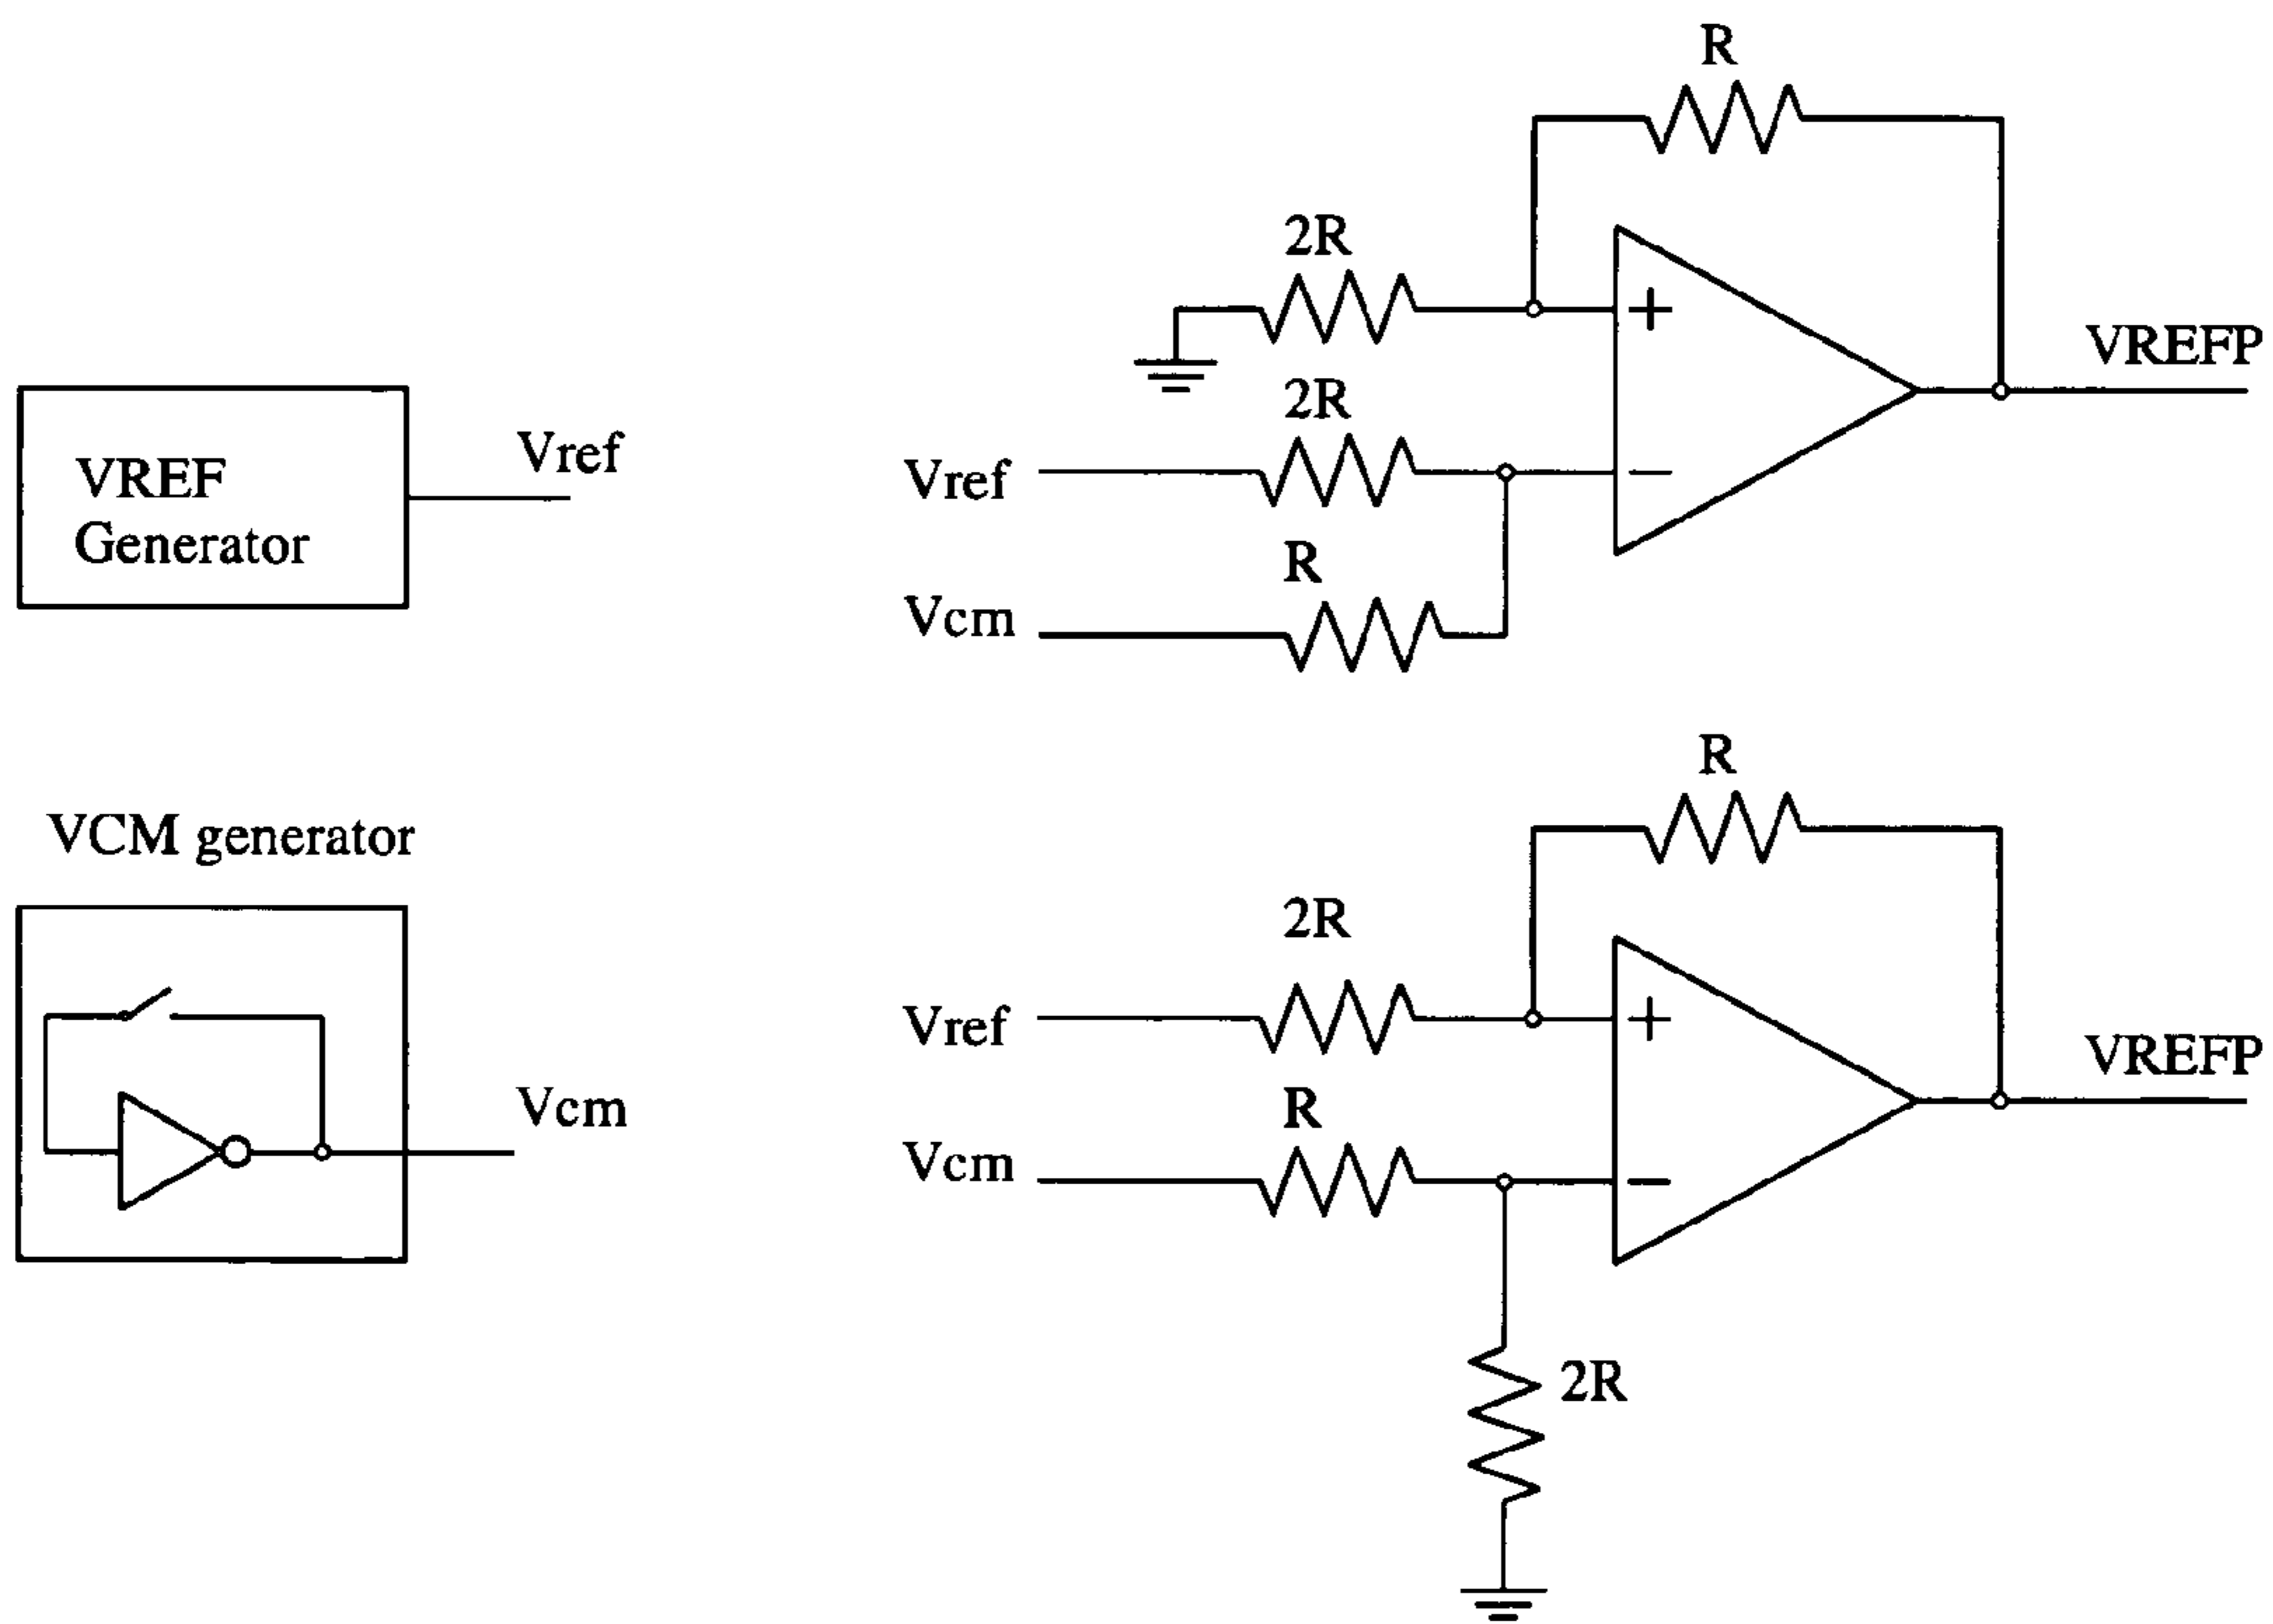 VREF
Generator
Vref
VCM generator
Vcm
R
2R
+
2R
Vref
−
R
Vcm
VREFP
R
2R
Vref
+
R
Vcm
−
2R
VREFP